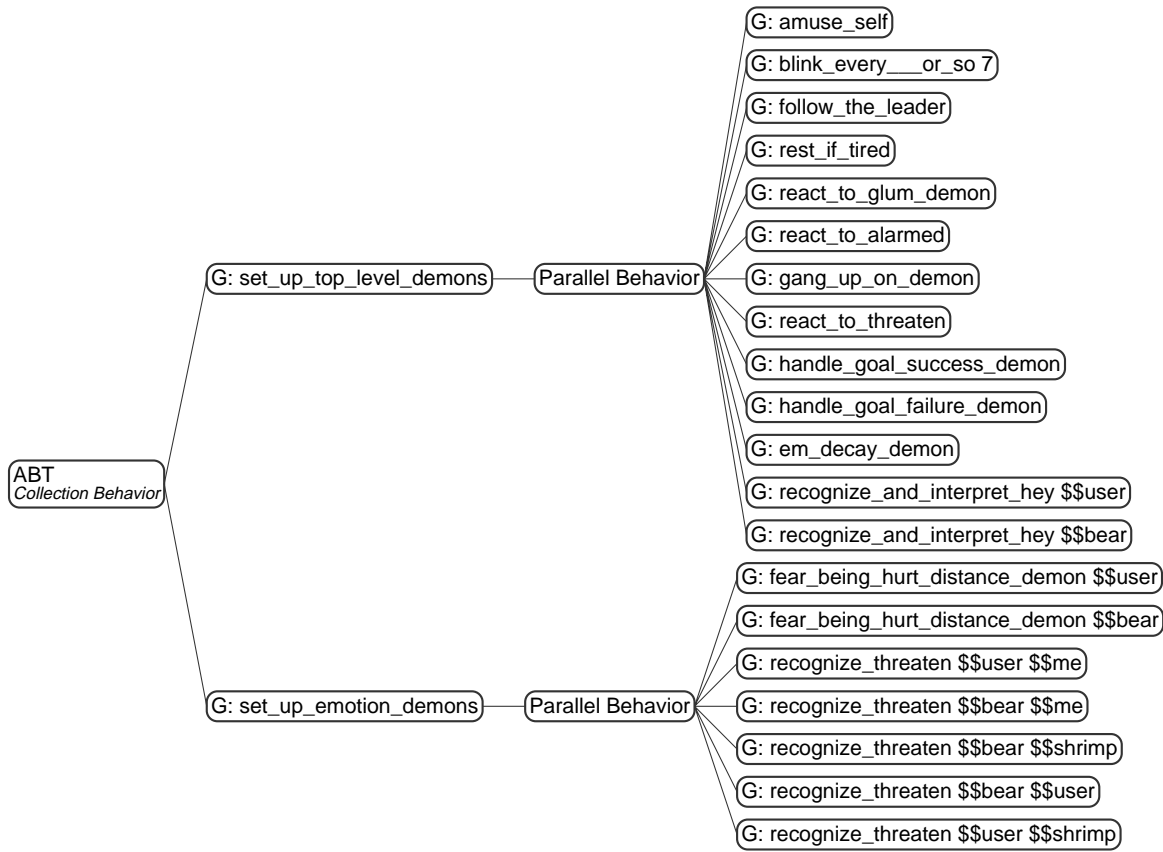 G: amuse_self
G: blink_every___or_so 7
G: follow_the_leader
G: rest_if_tired
G: react_to_glum_demon
G: react_to_alarmed
G: set_up_top_level_demons
Parallel Behavior
G: gang_up_on_demon
G: react_to_threaten
G: handle_goal_success_demon
G: handle_goal_failure_demon
G: em_decay_demon
ABT
Collection Behavior
G: recognize_and_interpret_hey $$user
G: recognize_and_interpret_hey $$bear
G: fear_being_hurt_distance_demon $$user
G: fear_being_hurt_distance_demon $$bear
G: recognize_threaten $$user $$me
G: set_up_emotion_demons
Parallel Behavior
G: recognize_threaten $$bear $$me
G: recognize_threaten $$bear $$shrimp
G: recognize_threaten $$bear $$user
G: recognize_threaten $$user $$shrimp